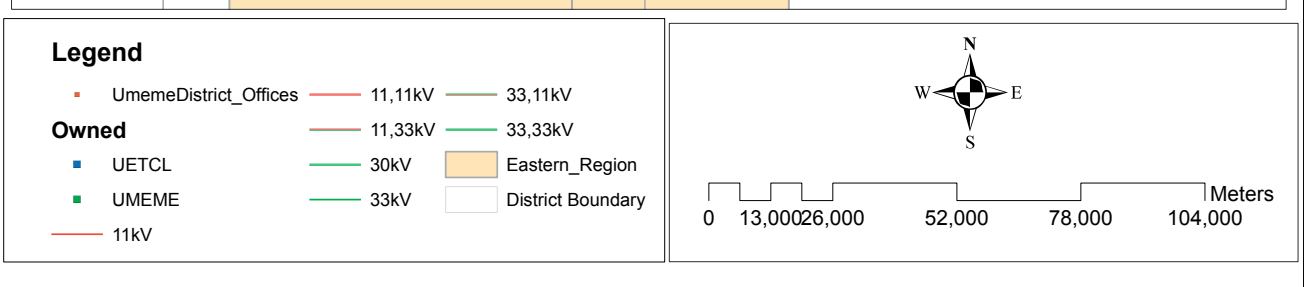 Legend
UmemeDistrict_Offices 11,11kV 33,11kV
Owned 11,33kV 33,33kV
UETCL 30kV Eastern_Region
UMEME 33kV District Boundary
11kV
N
W E
S
Meters
0 13,000 26,000 52,000 78,000 104,000